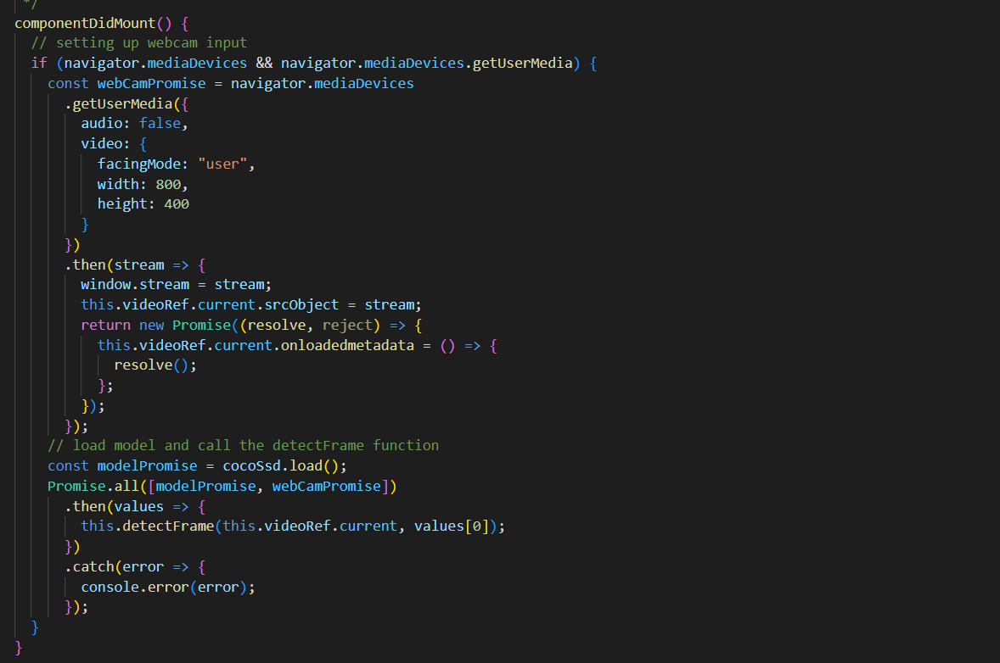 */
componentDidMount() {
// setting up webcam input
if (navigator.mediaDevices && navigator.mediaDevices.getUserMedia) {
const webCamPromise = navigator.mediaDevices
.getUserMedia({
audio: false,
video: {
facingMode: "user",
width: 800,
height: 400
}
})
.then(stream => {
window.stream = stream;
this.videoRef.current.srcObject = stream;
return new Promise((resolve, reject) => {
this.videoRef.current.onloadedmetadata = () => {
resolve();
};
});
});
// load model and call the detectFrame function
const modelPromise = cocoSsd.load();
Promise.all([modelPromise, webCamPromise])
.then(values => {
this.detectFrame(this.videoRef.current, values[0]);
})
.catch(error => {
console.error(error);
});
}
}